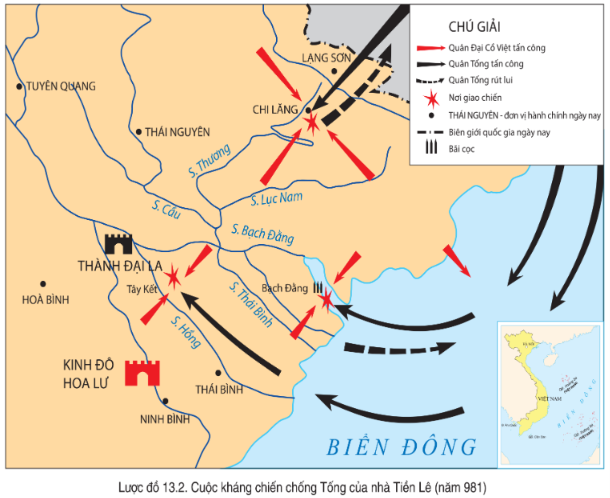 CHÚ GIẢI
Quân Đại Cồ Việt tấn công
Quân Tống tấn công
Quân Tống rút lui
Nơi giao chiến
THÁI NGUYÊN - đơn vị hành chính ngày nay
Biên giới quốc gia ngày nay
Bãi cọc
LẠNG SƠN
TUYÊN QUANG
CHI LĂNG
THÁI NGUYÊN
S. Thương
S. Lục Nam
S. Cầu
S. Bạch Đằng
THÀNH ĐẠI LA
Tây Kết
Bạch Đằng
HOÀ BÌNH
S. Thái Bình
S. Hồng
KINH ĐÔ
HOA LƯ
THÁI BÌNH
NINH BÌNH
BIỂN ĐÔNG
VIỆT NAM
BIỂN ĐÔNG
Lược đồ 13.2. Cuộc kháng chiến chống Tống của nhà Tiền Lê (năm 981)